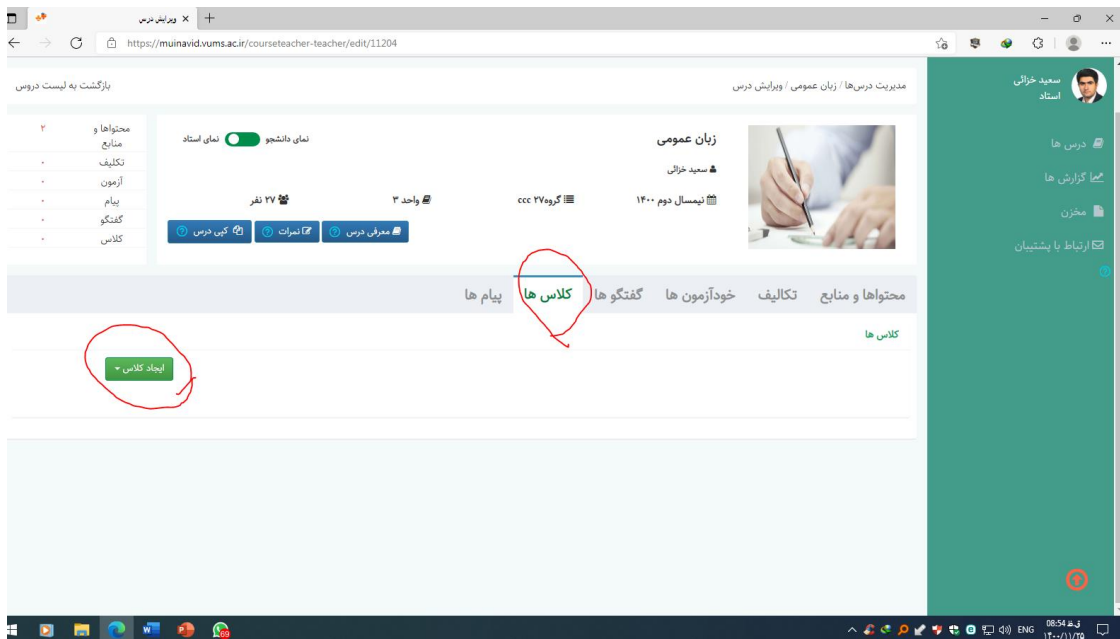 ویرایش درس
https://muinavid.vums.ac.ir/courseteacher-teacher/edit/11204
سعید خزائی
استاد
درس ها
گزارش ها
مخزن
ارتباط با پشتیبان
مدیریت درس‌ها / زبان عمومی / ویرایش درس
بازگشت به لیست دروس
زبان عمومی
نمای دانشجو نمای استاد
سعید خزائی
نیمسال دوم ۱۴۰۰ گروه۲۷ ccc واحد ۳ ۲۷ نفر
معرفی درس نمرات کپی درس
محتواها و منابع ۲
تکلیف ۰
آزمون ۰
پیام ۰
گفتگو ۰
کلاس ۰
محتواها و منابع تکالیف خودآزمون ها گفتگو ها کلاس ها پیام ها
کلاس ها
ایجاد کلاس
69
ENG
08:54 ق.ظ
۱۴۰۰/۱۱/۲۵